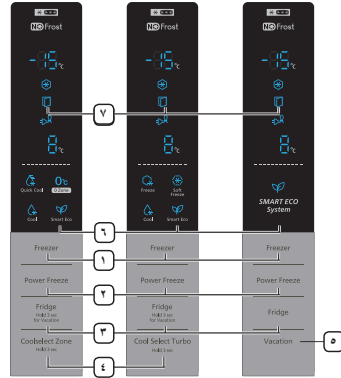 NO Frost
-15°C
8°C
Quick Cool
0°c
0 Zone
Cool
Smart Eco
Freezer
Power Freeze
Fridge
Hold 3 sec
for Vacation
Coolselect Zone
Hold 3 sec
NO Frost
-15°C
8°C
Freeze
Soft
Freeze
Cool
Smart Eco
Freezer
Power Freeze
Fridge
Hold 3 sec
for Vacation
Cool Select Turbo
Hold 3 sec
NO Frost
-15°C
8°C
SMART ECO
System
Freezer
Power Freeze
Fridge
Vacation
٧
٦
١
٢
٣
٤
٥